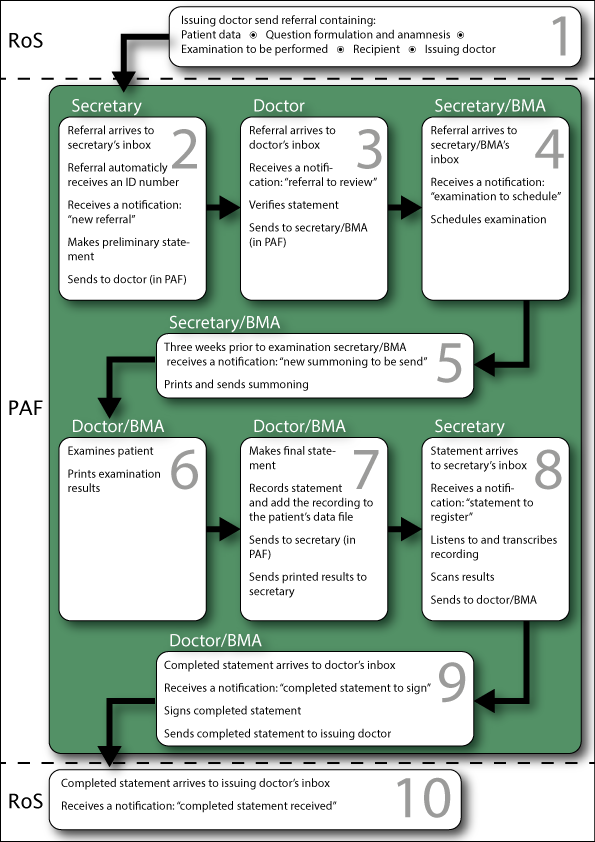 RoS
Issuing doctor send referral containing:
Patient data ◉ Question formulation and anamnesis ◉
Examination to be performed ◉ Recipient ◉ Issuing doctor
1
PAF
Secretary
Referral arrives to
secretary's inbox
Referral automaticly
receives an ID number
Receives a notification:
“new referral”
Makes preliminary state-
ment
Sends to doctor (in PAF)
2
Doctor
Referral arrives to
doctor's inbox
Receives a notifi-
cation: “referral to review”
Verifies statement
Sends to secretary/BMA
(in PAF)
3
Secretary/BMA
Referral arrives to
secretary/BMA's
inbox
Receives a notification:
“examination to schedule”
Schedules examination
4
Secretary/BMA
Three weeks prior to examination secretary/BMA
receives a notification: “new summoning to be send”
Prints and sends summoning
5
Doctor/BMA
Examines patient
Prints examination
results
6
Doctor/BMA
Makes final state-
ment
Records statement
and add the recording to
the patient's data file
Sends to secretary (in
PAF)
Sends printed results to
secretary
7
Secretary
Statement arrives
to secretary's inbox
Receives a notifi-
cation: “statement to
register”
Listens to and transcribes
recording
Scans results
Sends to doctor/BMA
8
Doctor/BMA
Completed statement arrives to doctor's inbox
Receives a notification: “completed statement to sign”
Signs completed statement
Sends completed statement to issuing doctor
9
RoS
Completed statement arrives to issuing doctor's inbox
Receives a notification: “completed statement received”
10